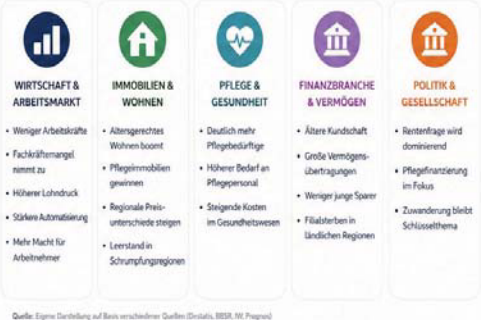 WIRTSCHAFT &
ARBEITSMARKT
• Weniger Arbeitskräfte
• Fachkräftemangel
nimmt zu
• Höherer Lohndruck
• Stärkere Automatisierung
• Mehr Macht für
Arbeitnehmer
IMMOBILIEN &
WOHNEN
• Altersgerechtes
Wohnen boomt
• Pflegeimmobilien
gewinnen
• Regionale Preis-
unterschiede steigen
• Leerstand in
Schrumpfungsregionen
PFLEGE &
GESUNDHEIT
• Deutlich mehr
Pflegebedürftige
• Höherer Bedarf an
Pflegepersonal
• Steigende Kosten
im Gesundheitswesen
FINANZBRANCHE
& VERMÖGEN
• Ältere Kundschaft
• Große Vermögens-
übertragungen
• Weniger junge Sparer
• Filialsterben in
ländlichen Regionen
POLITIK &
GESELLSCHAFT
• Rentenfrage wird
dominierend
• Pflegefinanzierung
im Fokus
• Zuwanderung bleibt
Schlüsselthema
Quelle: Eigene Darstellung auf Basis verschiedener Quellen (Destatis, BBSR, IW, Prognos)